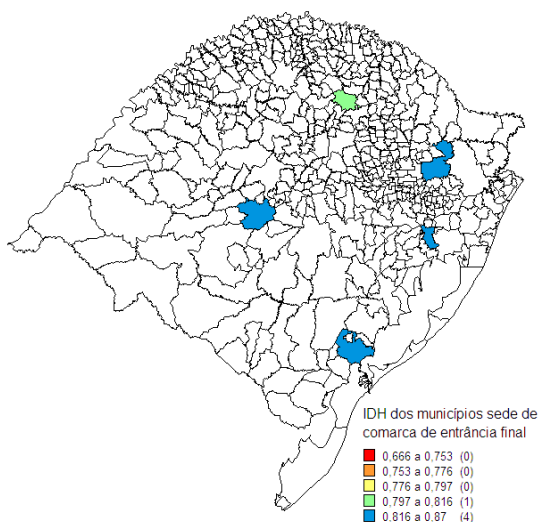 IDH dos municípios sede de
comarca de entrância final
0,666 a 0,753 (0)
0,753 a 0,776 (0)
0,776 a 0,797 (0)
0,797 a 0,816 (1)
0,816 a 0,87 (4)